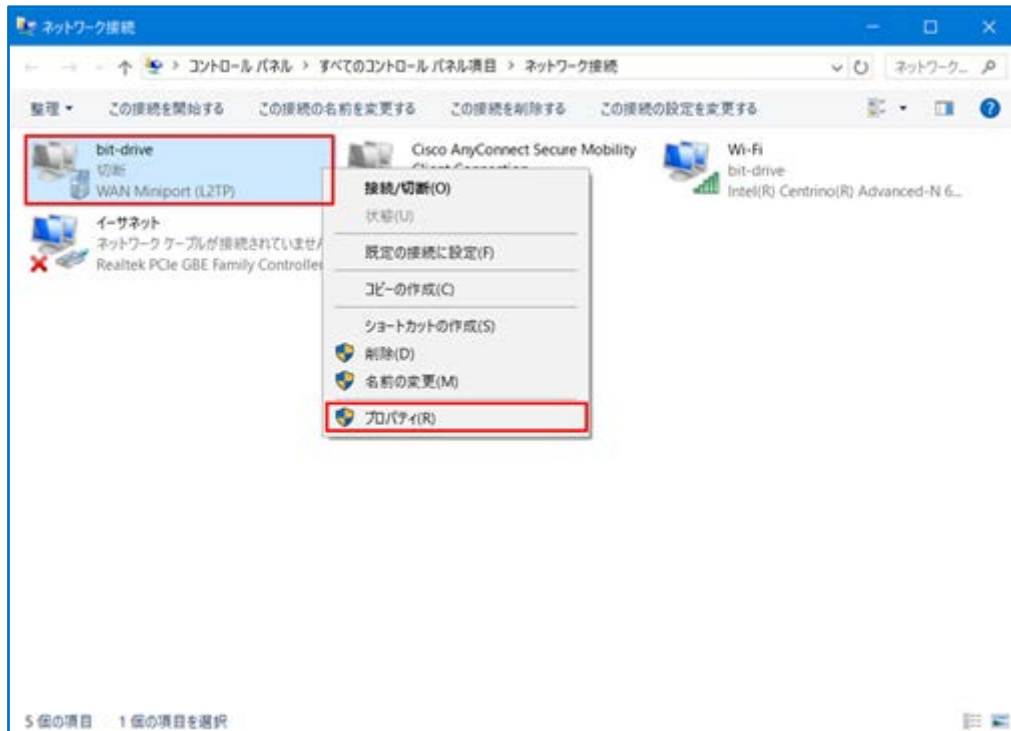 ネットワーク接続
コントロール パネル › すべてのコントロール パネル項目 › ネットワーク接続
ネットワーク...
整理 この接続を開始する この接続の名前を変更する この接続を削除する この接続の設定を変更する
bit-drive
切断
WAN Miniport (L2TP)
Cisco AnyConnect Secure Mobility
Client Connection
Wi-Fi
bit-drive
Intel(R) Centrino(R) Advanced-N 6...
イーサネット
ネットワーク ケーブルが接続されていません
Realtek PCIe GBE Family Controller
接続/切断(O)
状態(U)
既定の接続に設定(F)
コピーの作成(C)
ショートカットの作成(S)
削除(D)
名前の変更(M)
プロパティ(R)
5 個の項目 1 個の項目を選択